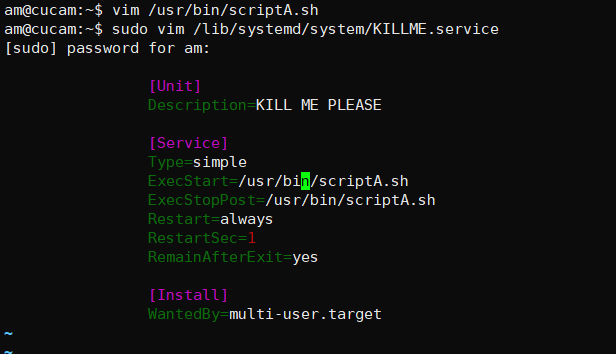 am@cucam:~$ vim /usr/bin/scriptA.sh
am@cucam:~$ sudo vim /lib/systemd/system/KILLME.service
[sudo] password for am:
[Unit]
Description=KILL ME PLEASE
[Service]
Type=simple
ExecStart=/usr/bin/scriptA.sh
ExecStopPost=/usr/bin/scriptA.sh
Restart=always
RestartSec=1
RemainAfterExit=yes
[Install]
WantedBy=multi-user.target
~
~